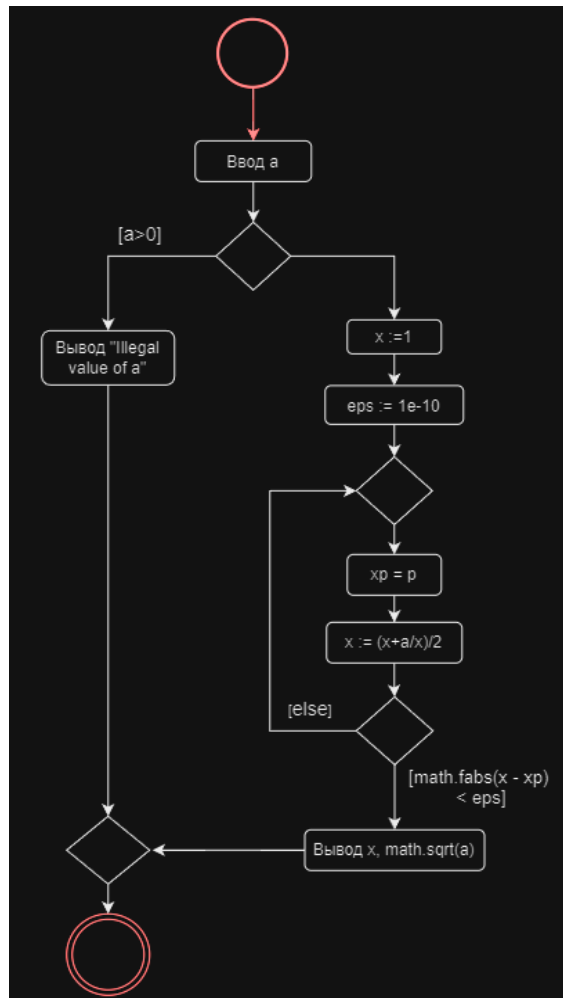 Ввод a
[a>0]
Вывод "Illegal
value of a"
x :=1
eps := 1e-10
xp = p
x := (x+a/x)/2
[else]
[math.fabs(x - xp)
< eps]
Вывод x, math.sqrt(a)